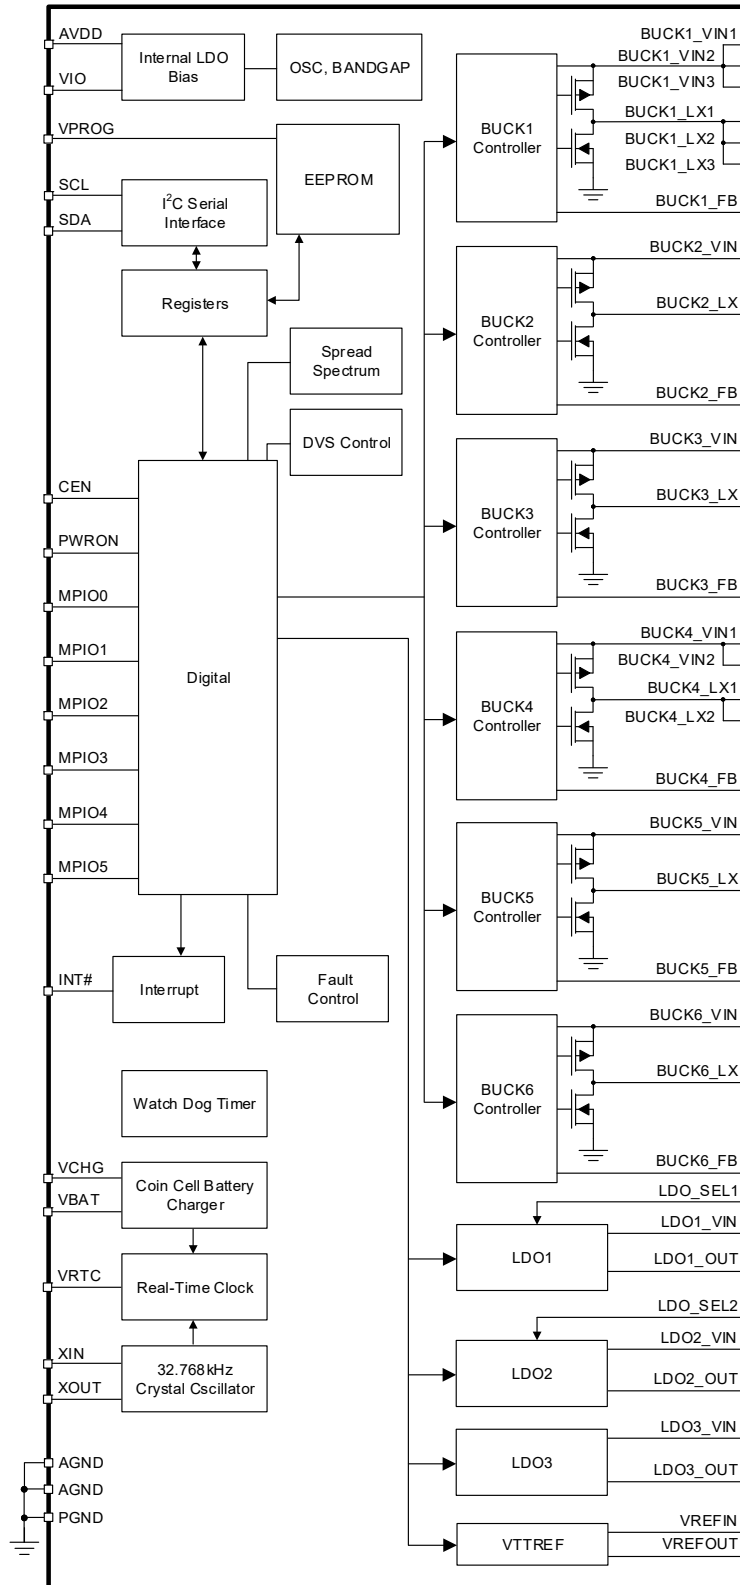 AVDD
VIO
Internal LDO
Bias
OSC, BANDGAP
VPROG
EEPROM
SCL
SDA
I²C Serial
Interface
Registers
Spread
Spectrum
DVS Control
CEN
PWRON
MPIO0
MPIO1
MPIO2
MPIO3
MPIO4
MPIO5
Digital
INT#
Interrupt
Fault
Control
Watch Dog Timer
VCHG
VBAT
Coin Cell Battery
Charger
VRTC
Real-Time Clock
XIN
XOUT
32.768kHz
Crystal Oscillator
AGND
AGND
PGND
BUCK1
Controller
BUCK1_VIN1
BUCK1_VIN2
BUCK1_VIN3
BUCK1_LX1
BUCK1_LX2
BUCK1_LX3
BUCK1_FB
BUCK2
Controller
BUCK2_VIN
BUCK2_LX
BUCK2_FB
BUCK3
Controller
BUCK3_VIN
BUCK3_LX
BUCK3_FB
BUCK4
Controller
BUCK4_VIN1
BUCK4_VIN2
BUCK4_LX1
BUCK4_LX2
BUCK4_FB
BUCK5
Controller
BUCK5_VIN
BUCK5_LX
BUCK5_FB
BUCK6
Controller
BUCK6_VIN
BUCK6_LX
BUCK6_FB
LDO_SEL1
LDO1
LDO1_VIN
LDO1_OUT
LDO_SEL2
LDO2
LDO2_VIN
LDO2_OUT
LDO3
LDO3_VIN
LDO3_OUT
VTTREF
VREFIN
VREFOUT